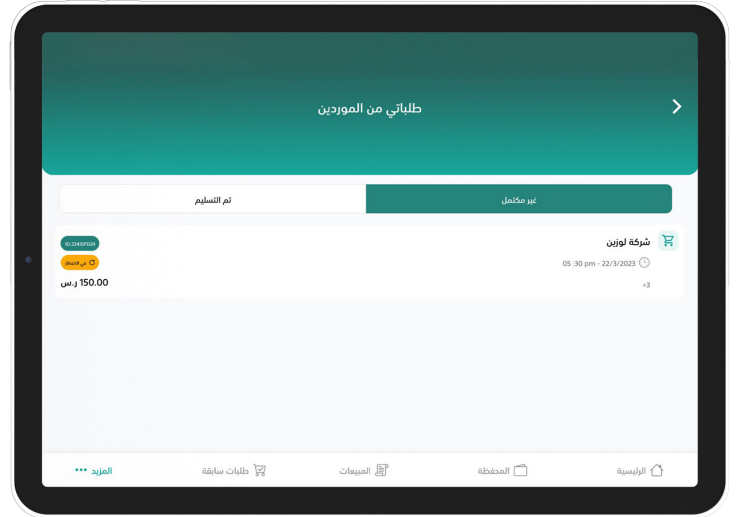 طلباتي من الموردين
غير مكتمل
تم التسليم
شركة لوزين
05 :30 pm - 22/3/2023
+3
في الانتظار
150.00 ر.س
الرئيسية
المحفظة
المبيعات
طلبات سابقة
المزيد